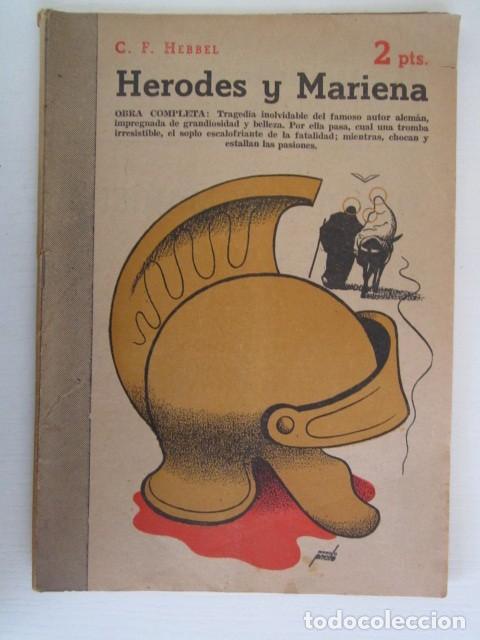 C. F. HEBBEL
2 pts.
Herodes y Mariena
OBRA COMPLETA: Tragedia inolvidable del famoso autor alemán,
impregnada de grandiosidad y belleza. Por ella pasa, cual una tromba
irresistible, el soplo escalofriante de la fatalidad; mientras, chocan y
estallan las pasiones.
todocoleccion.net